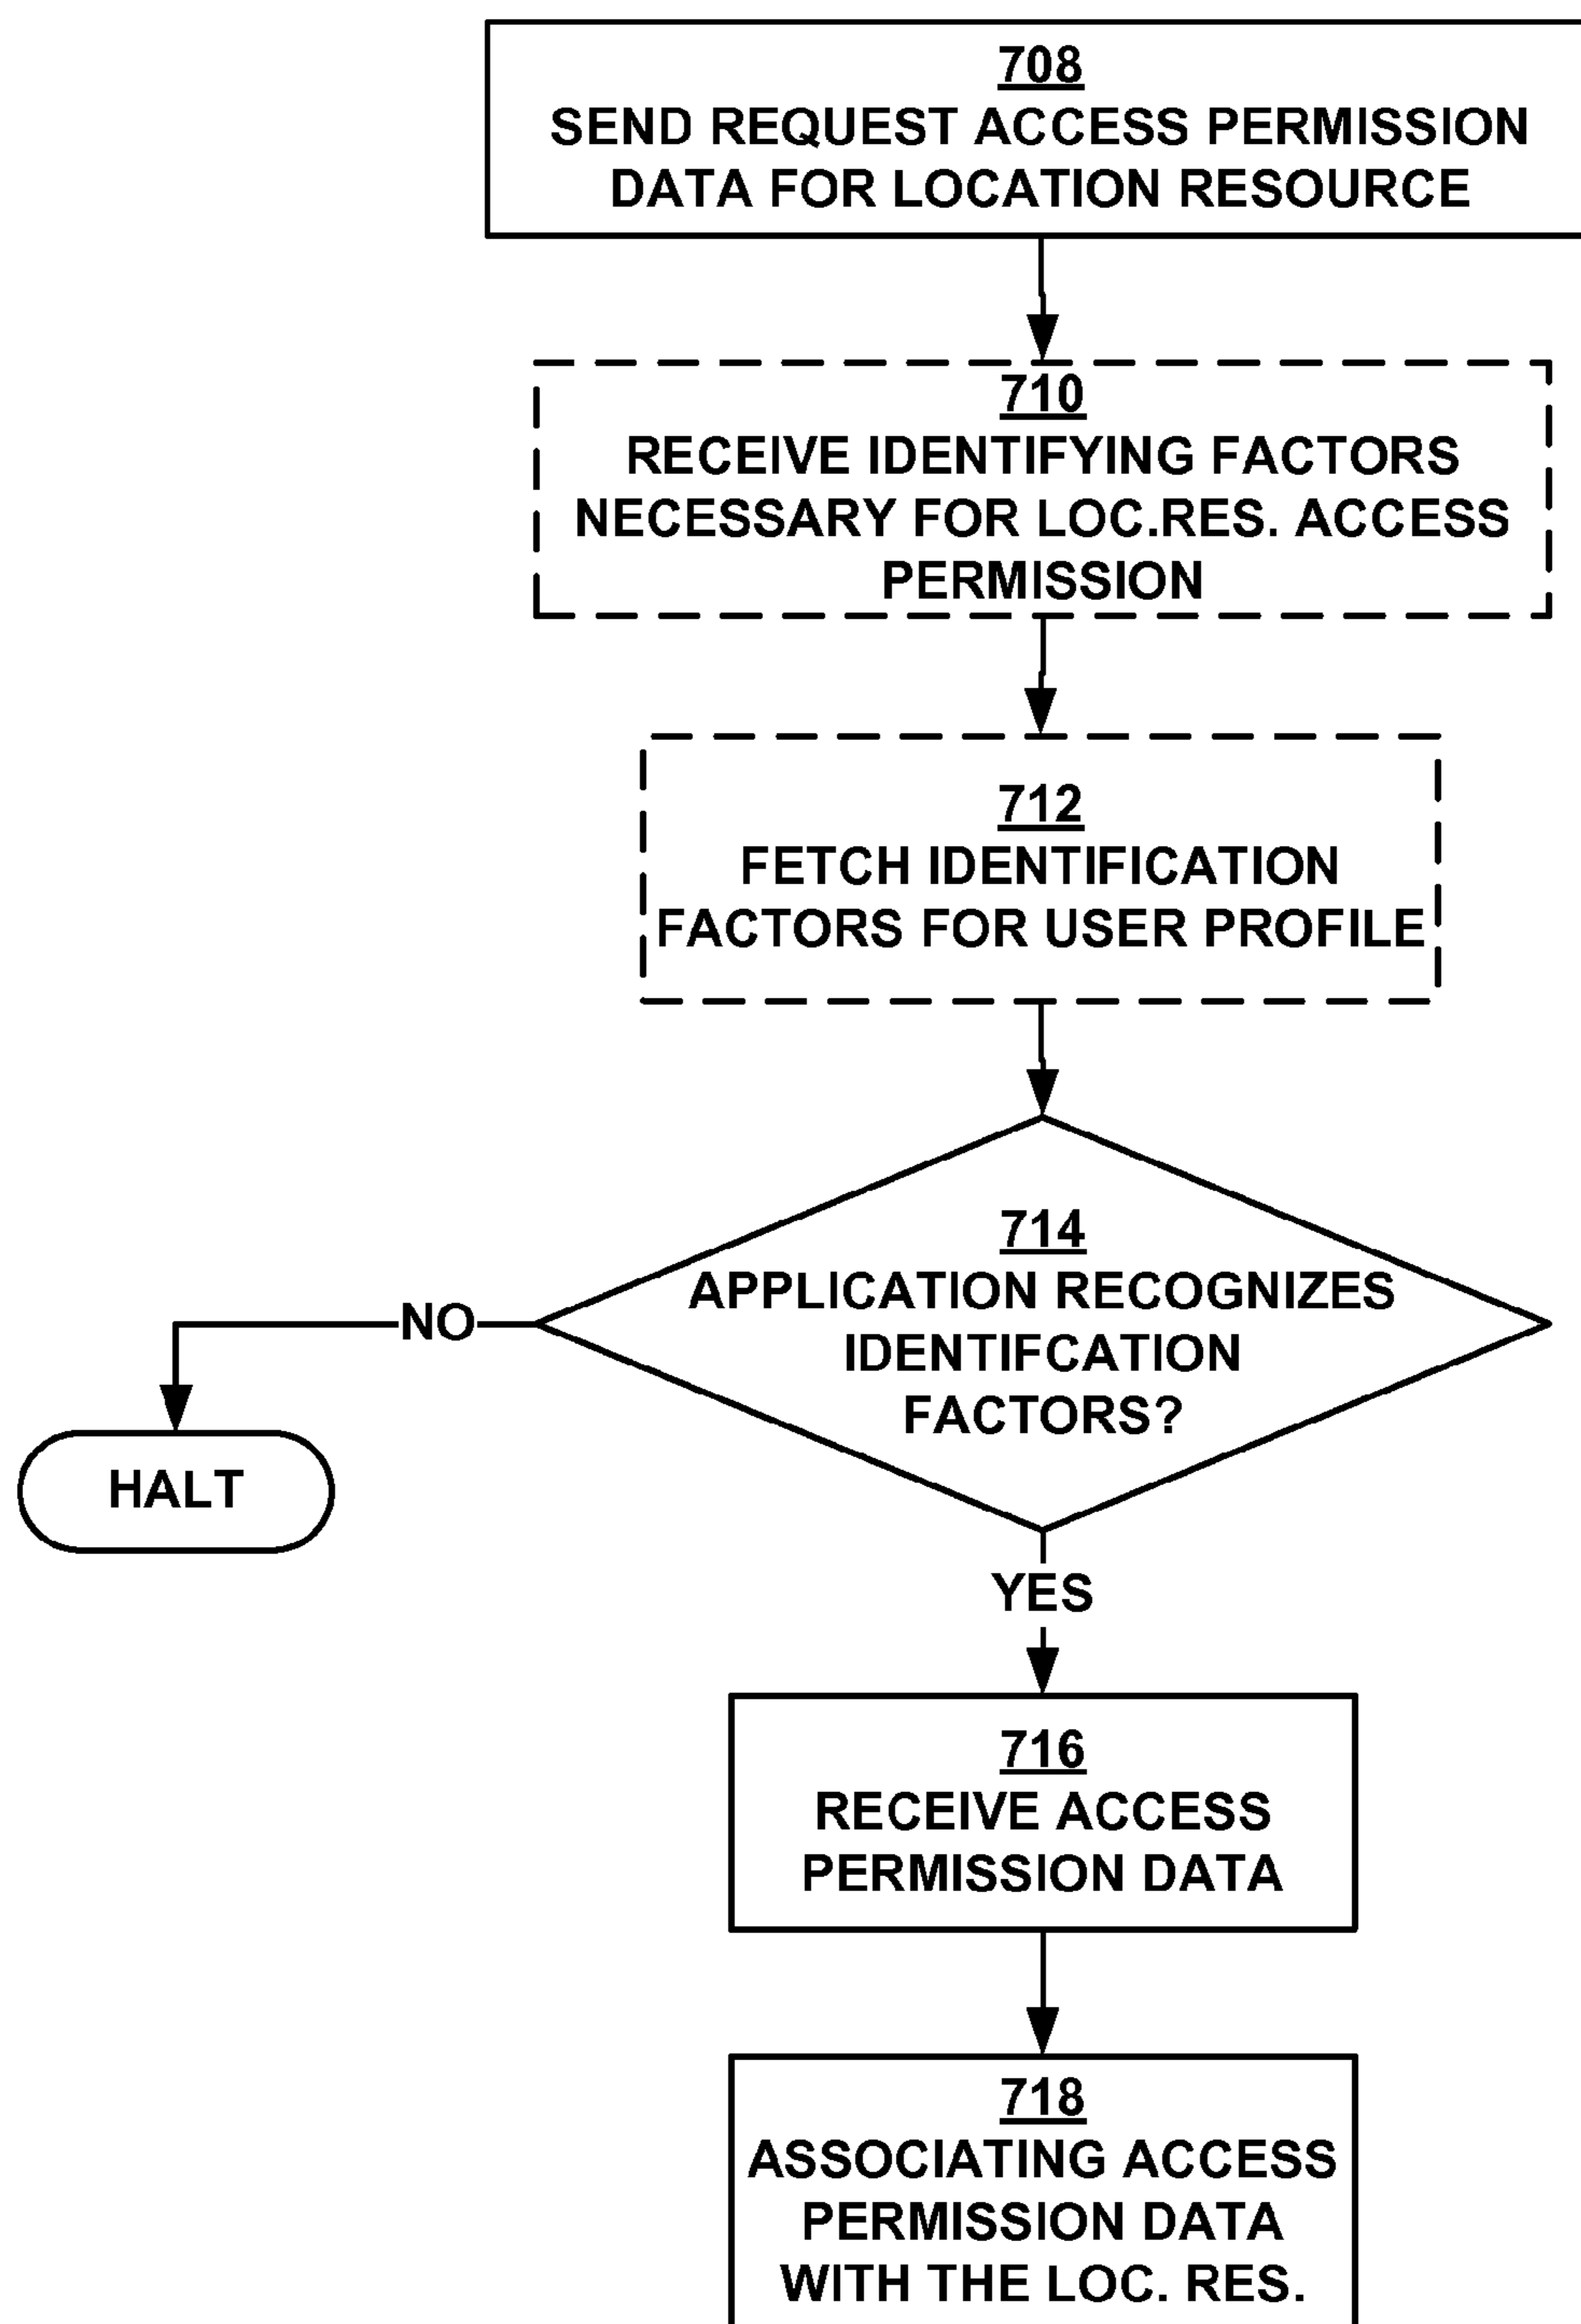 708
SEND REQUEST ACCESS PERMISSION
DATA FOR LOCATION RESOURCE
710
RECEIVE IDENTIFYING FACTORS
NECESSARY FOR LOC.RES. ACCESS
PERMISSION
712
FETCH IDENTIFICATION
FACTORS FOR USER PROFILE
714
APPLICATION RECOGNIZES
IDENTIFCATION
FACTORS?
NO
HALT
YES
716
RECEIVE ACCESS
PERMISSION DATA
718
ASSOCIATING ACCESS
PERMISSION DATA
WITH THE LOC. RES.